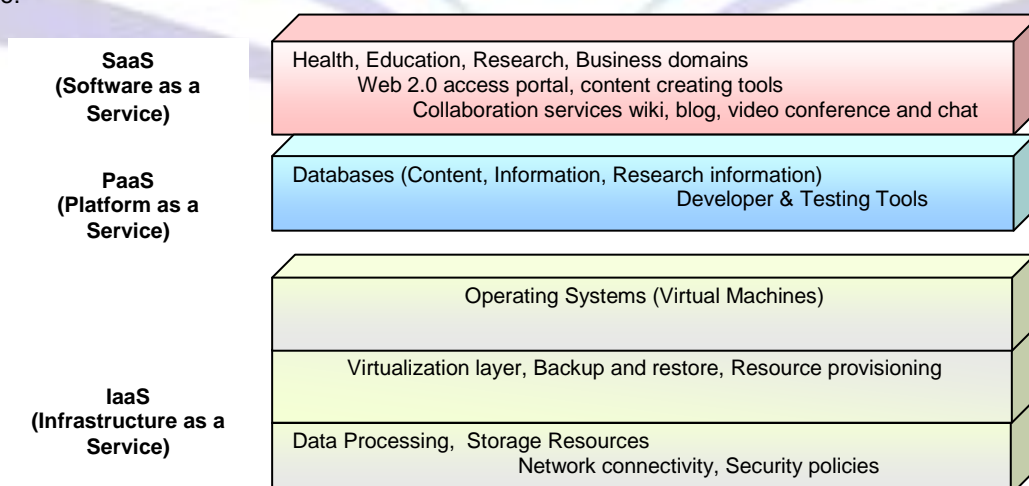 SaaS
(Software as a
Service)
Health, Education, Research, Business domains
Web 2.0 access portal, content creating tools
Collaboration services wiki, blog, video conference and chat
PaaS
(Platform as a
Service)
Databases (Content, Information, Research information)
Developer & Testing Tools
Operating Systems (Virtual Machines)
Virtualization layer, Backup and restore, Resource provisioning
IaaS
(Infrastructure as a
Service)
Data Processing,  Storage Resources
Network connectivity, Security policies